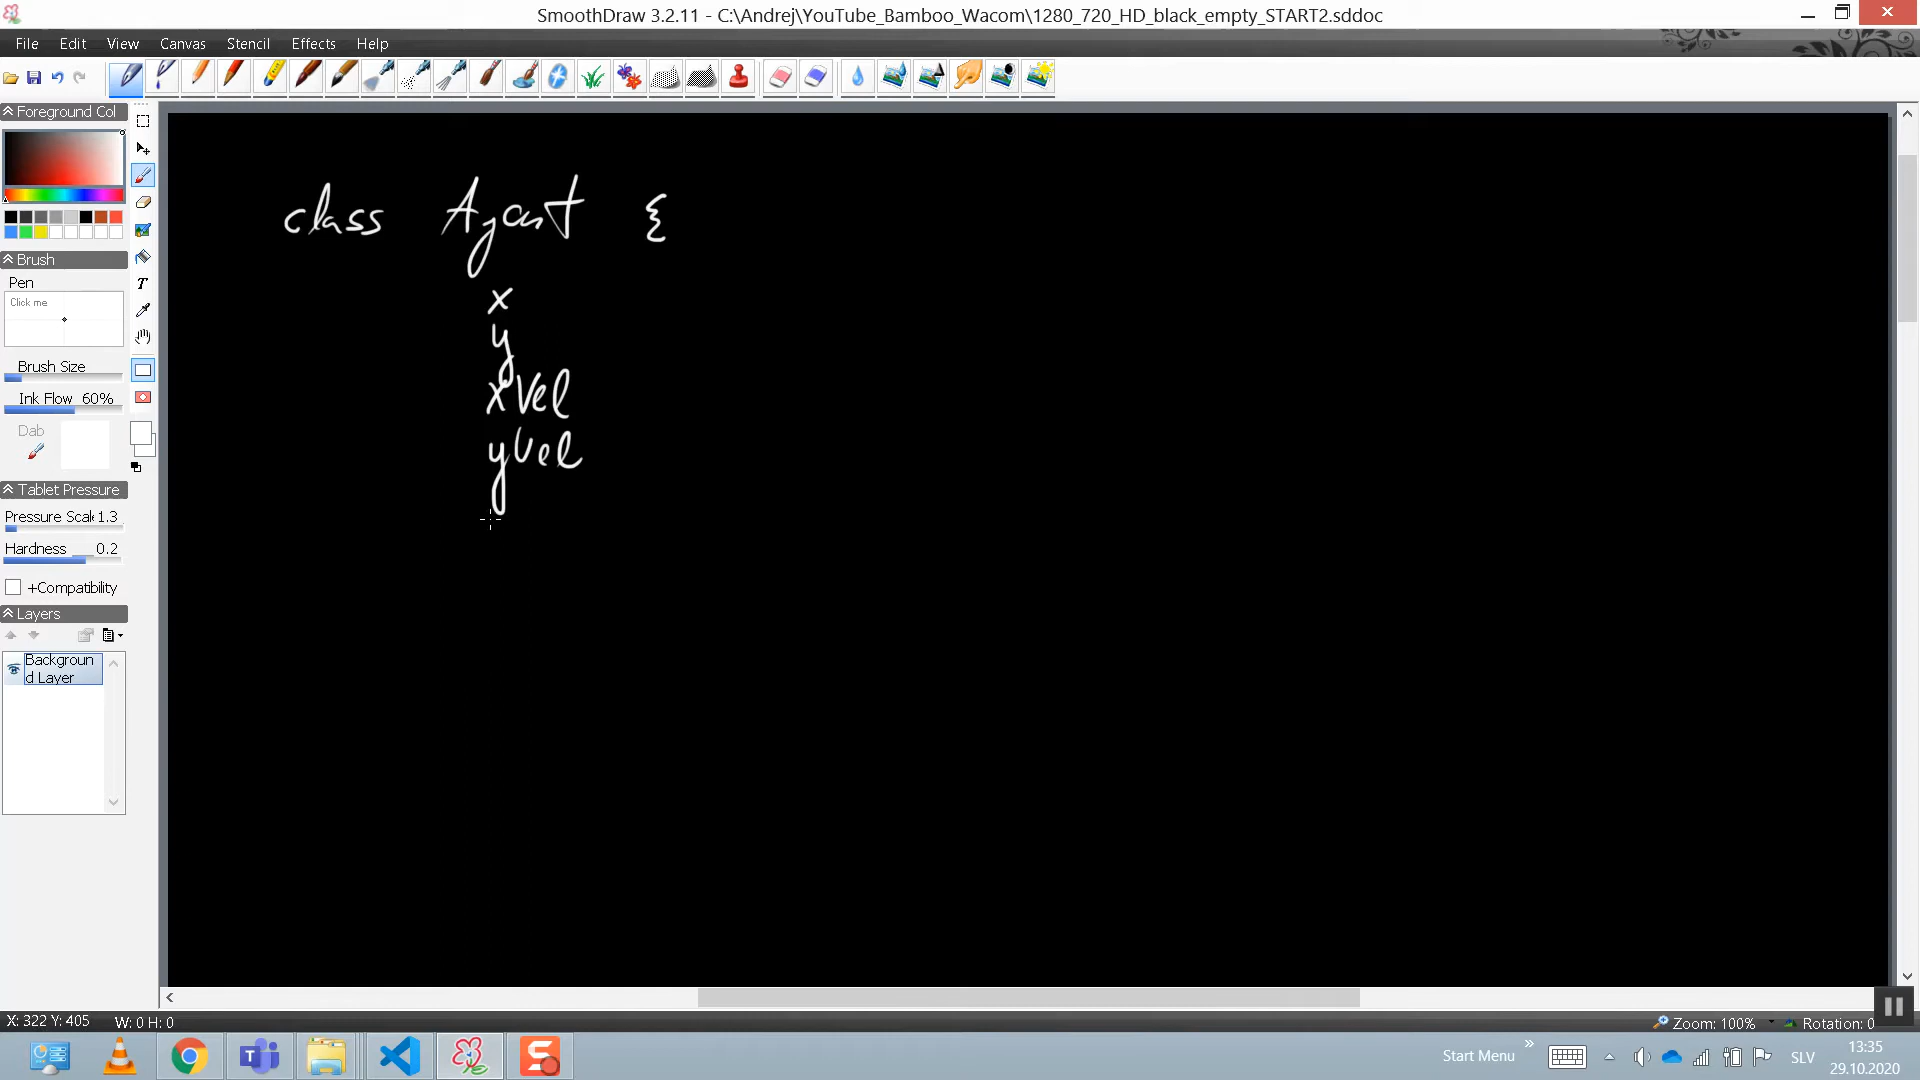 SmoothDraw 3.2.11 - C:\Andrej\YouTube_Bamboo_Wacom\1280_720_HD_black_empty_START2.sddoc
File Edit View Canvas Stencil Effects Help
Foreground Col
Brush
Pen
Click me
Brush Size
Ink Flow 60%
Dab
Tablet Pressure
Pressure Scal 1.3
Hardness 0.2
+Compatibility
Layers
Backgroun
d Layer
class Agent {
x
y
xVel
yVel
X: 322 Y: 405 W: 0 H: 0
Zoom: 100% Rotation: 0
Start Menu
SLV
13:35
29.10.2020